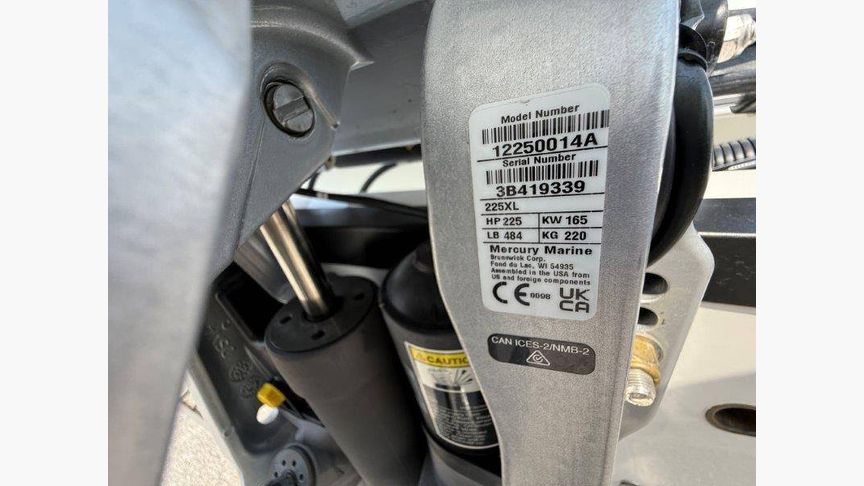 Model Number
12250014A
Serial Number
3B419339
225XL
HP 225 KW 165
LB 484 KG 220
Mercury Marine
Brunswick Corp.
Fond du Lac, WI 54935
Assembled in the USA from
US and foreign components
CE 0098 UK
CA
CAN ICES-2/NMB-2
CAUTION